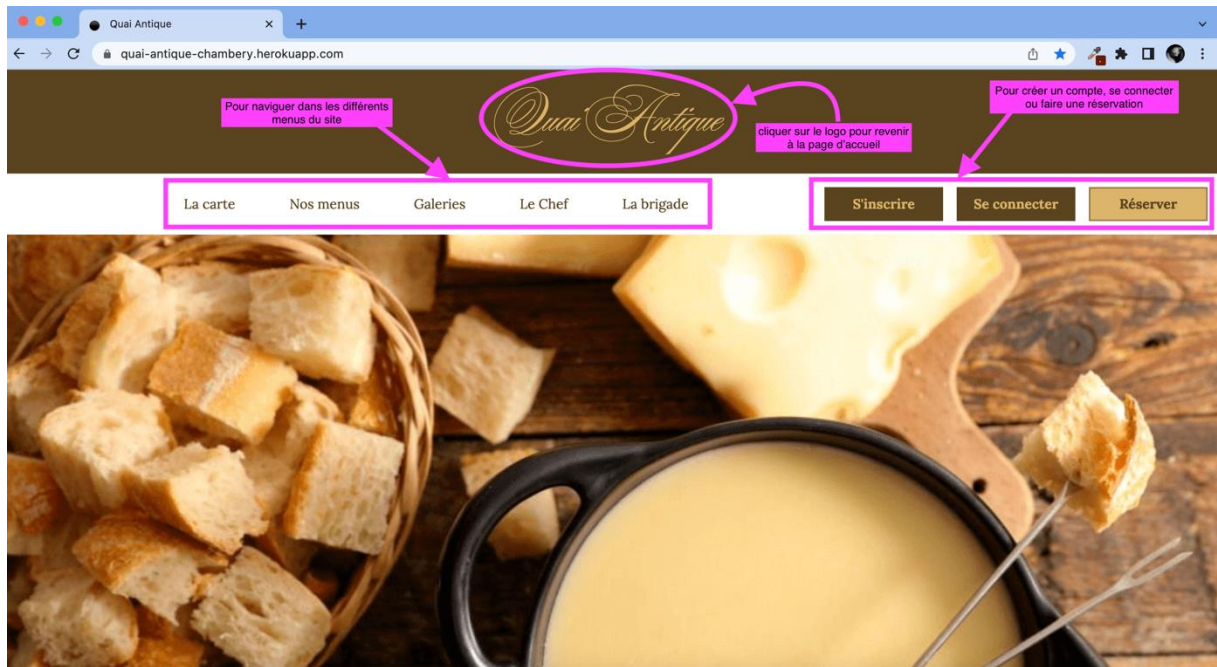 Quai Antique
quai-antique-chambery.herokuapp.com
Pour naviguer dans les différents
menus du site
Quai Antique
cliquer sur le logo pour revenir
à la page d'accueil
Pour créer un compte, se connecter
ou faire une réservation
La carte Nos menus Galeries Le Chef La brigade S'inscrire Se connecter Réserver